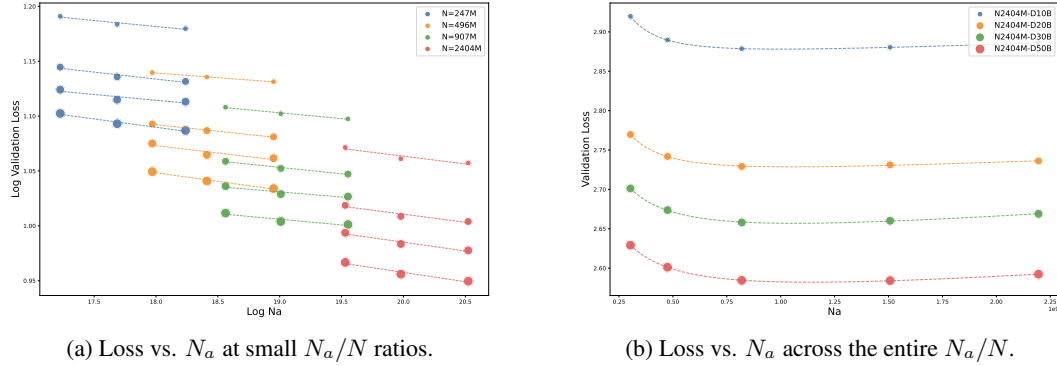 1.20
1.15
1.10
1.05
1.00
0.95
Log Validation Loss
17.5
18.0
18.5
19.0
19.5
20.0
20.5
Log Na
N=247M
N=496M
N=907M
N=2404M
(a) Loss vs. Nₐ at small Nₐ/N ratios.
2.90
2.85
2.80
2.75
2.70
2.65
2.60
Validation Loss
0.25
0.50
0.75
1.00
1.25
1.50
1.75
2.00
2.25
Na
N2404M-D10B
N2404M-D20B
N2404M-D30B
N2404M-D50B
(b) Loss vs. Nₐ across the entire Nₐ/N.